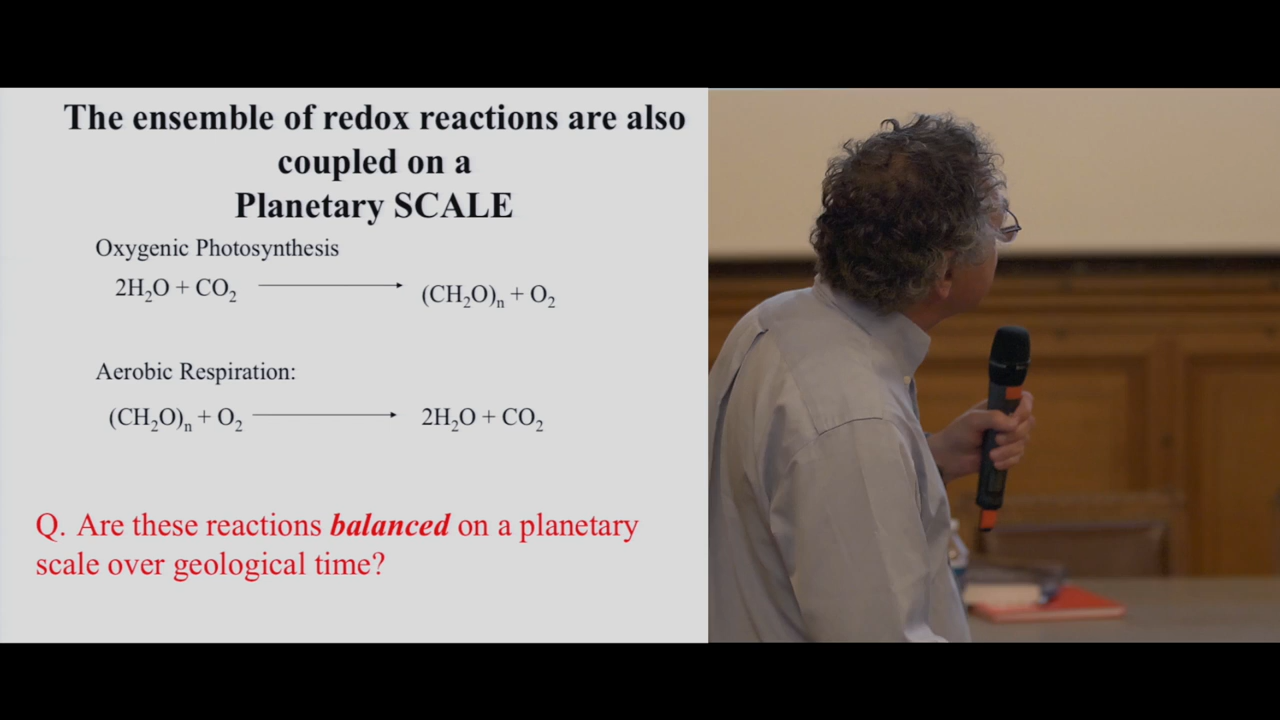 The ensemble of redox reactions are also
coupled on a
Planetary SCALE
Oxygenic Photosynthesis
2H₂O + CO₂ ⟶ (CH₂O)ₙ + O₂
Aerobic Respiration:
(CH₂O)ₙ + O₂ ⟶ 2H₂O + CO₂
Q. Are these reactions balanced on a planetary
scale over geological time?